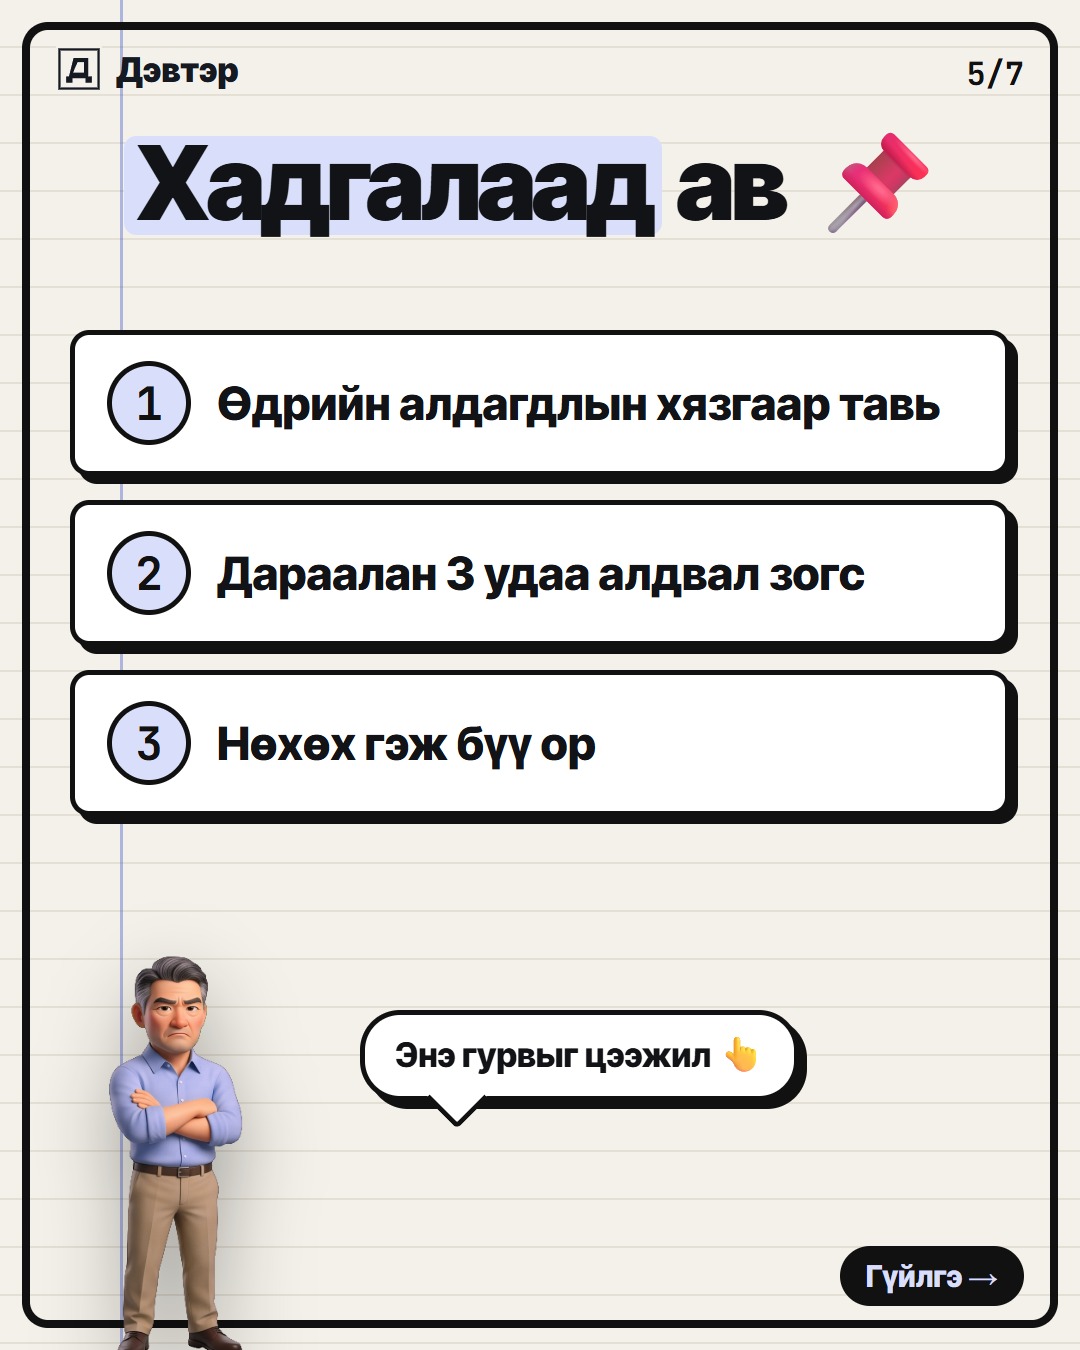 Д Дэвтэр
5/7
Хадгалаад ав 📌
1 Өдрийн алдагдлын хязгаар тавь
2 Дараалан 3 удаа алдвал зогс
3 Нөхөх гэж бүү ор
Энэ гурвыг цээжил 👆
Гүйлгэ →